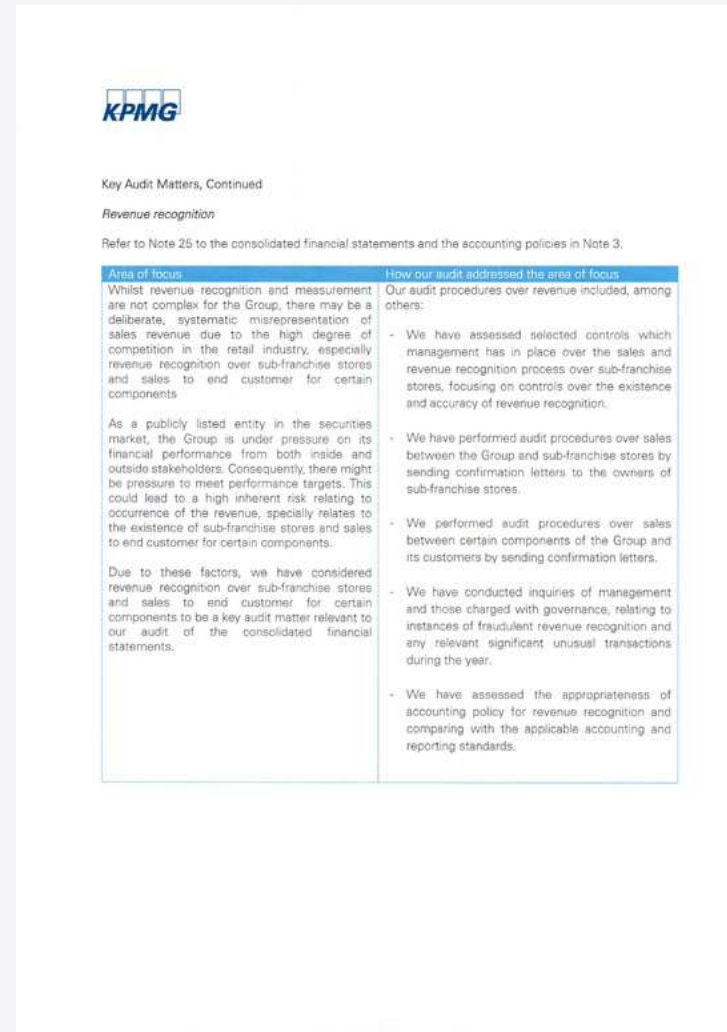 KPMG
Key Audit Matters, Continued
Revenue recognition
Refer to Note 25 to the consolidated financial statements and the accounting policies in Note 3.
Area of focus
Whilst revenue recognition and measurement
are not complex for the Group, there may be a
deliberate, systematic misrepresentation of
sales revenue due to the high degree of
competition in the retail industry, especially
revenue recognition over sub-franchise stores
and sales to end customer for certain
components
As a publicly listed entity in the securities
market, the Group is under pressure on its
financial performance from both inside and
outside stakeholders. Consequently, there might
be pressure to meet performance targets. This
could lead to a high inherent risk relating to
occurrence of the revenue, specially relates to
the existence of sub-franchise stores and sales
to end customer for certain components.
Due to these factors, we have considered
revenue recognition over sub-franchise stores
and sales to end customer for certain
components to be a key audit matter relevant to
our audit of the consolidated financial
statements.
How our audit addressed the area of focus
Our audit procedures over revenue included, among
others:
- We have assessed selected controls which
management has in place over the sales and
revenue recognition process over sub-franchise
stores, focusing on controls over the existence
and accuracy of revenue recognition.
- We have performed audit procedures over sales
between the Group and sub-franchise stores by
sending confirmation letters to the owners of
sub-franchise stores.
- We performed audit procedures over sales
between certain components of the Group and
its customers by sending confirmation letters.
- We have conducted inquiries of management
and those charged with governance, relating to
instances of fraudulent revenue recognition and
any relevant significant unusual transactions
during the year.
- We have assessed the appropriateness of
accounting policy for revenue recognition and
comparing with the applicable accounting and
reporting standards.